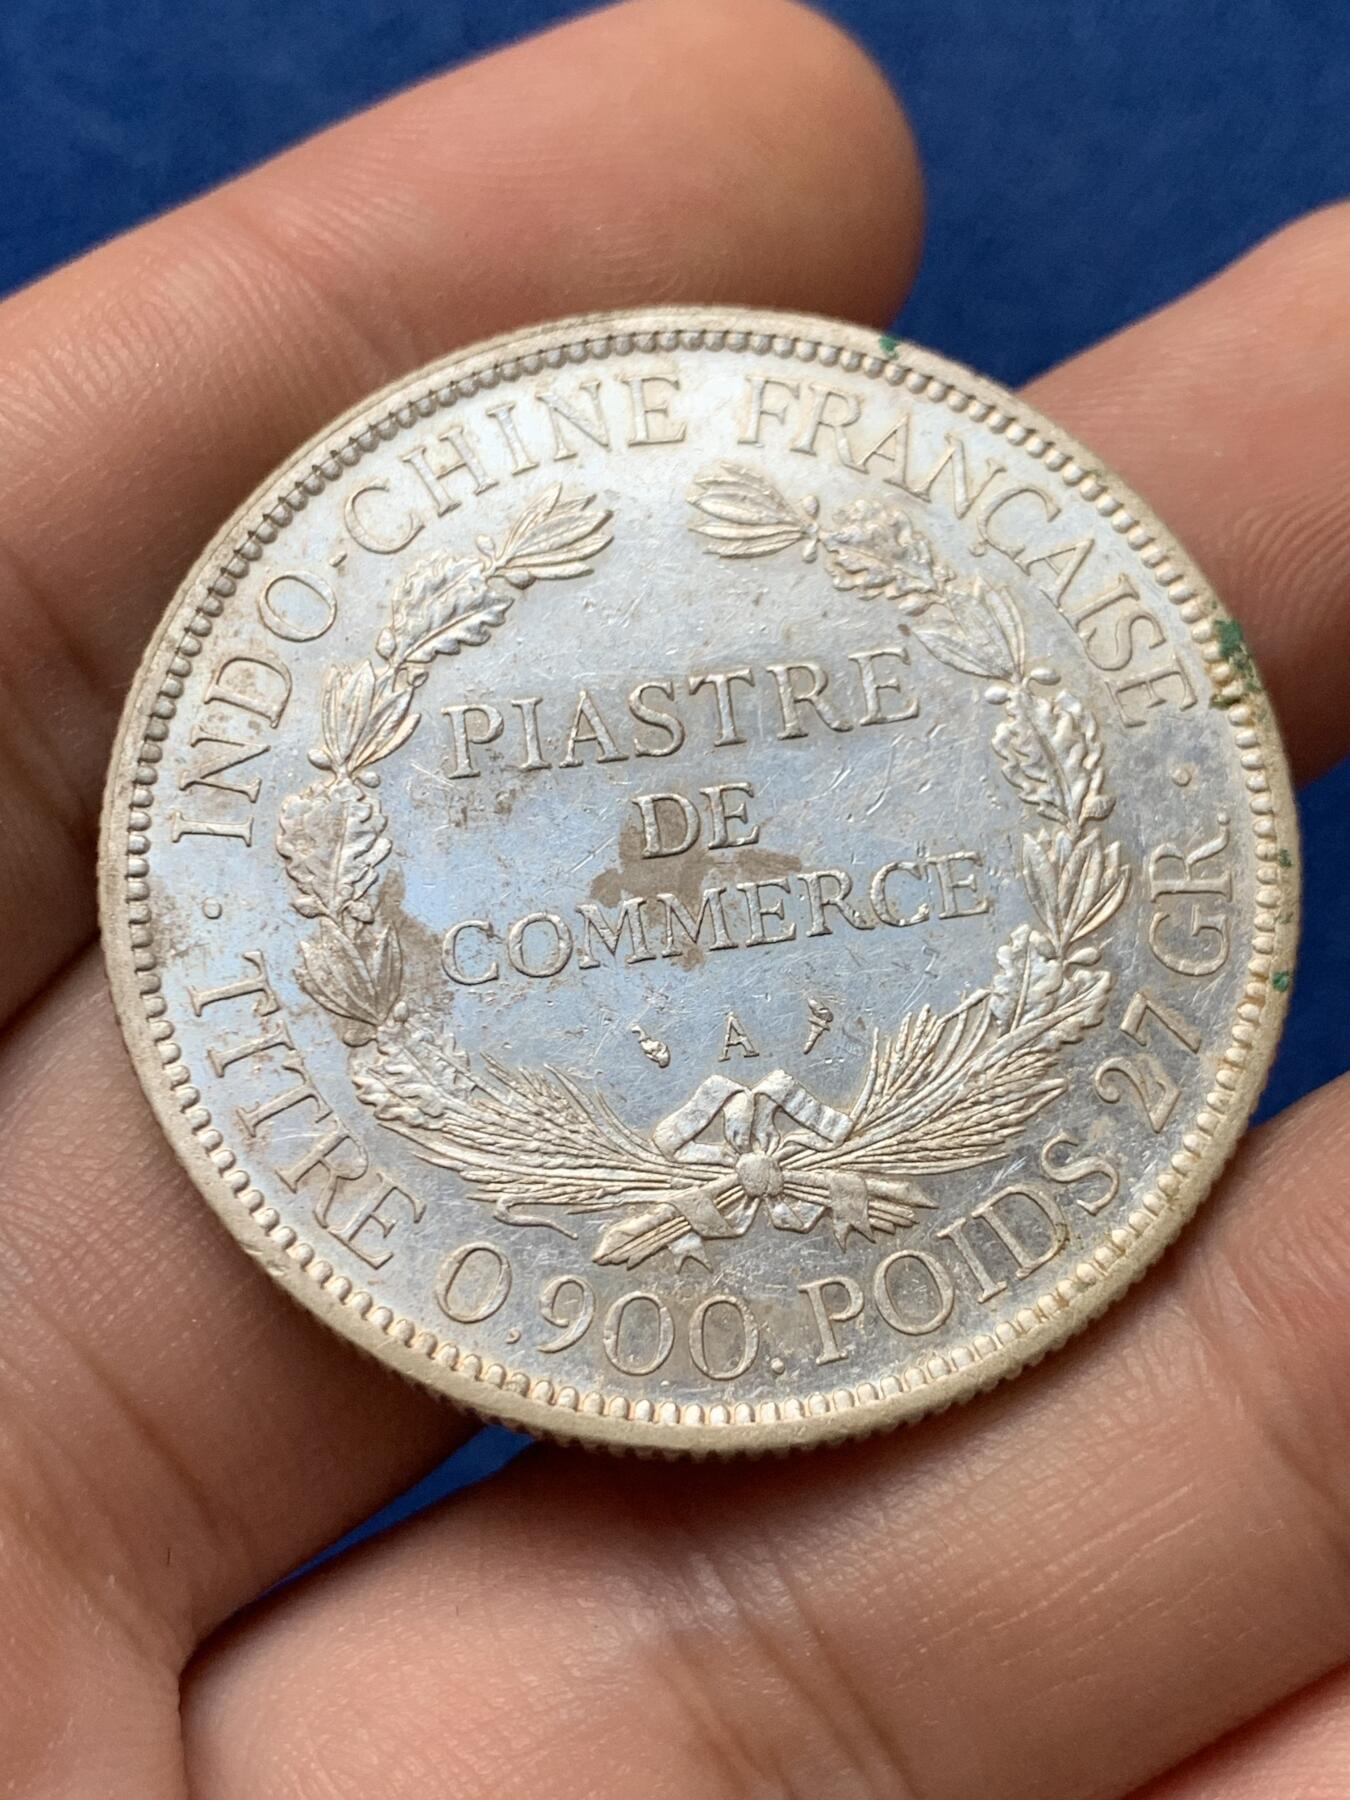 INDO-CHINE FRANÇAISE
PIASTRE
DE
COMMERCE
A
TITRE 0,900. POIDS 27 GR.